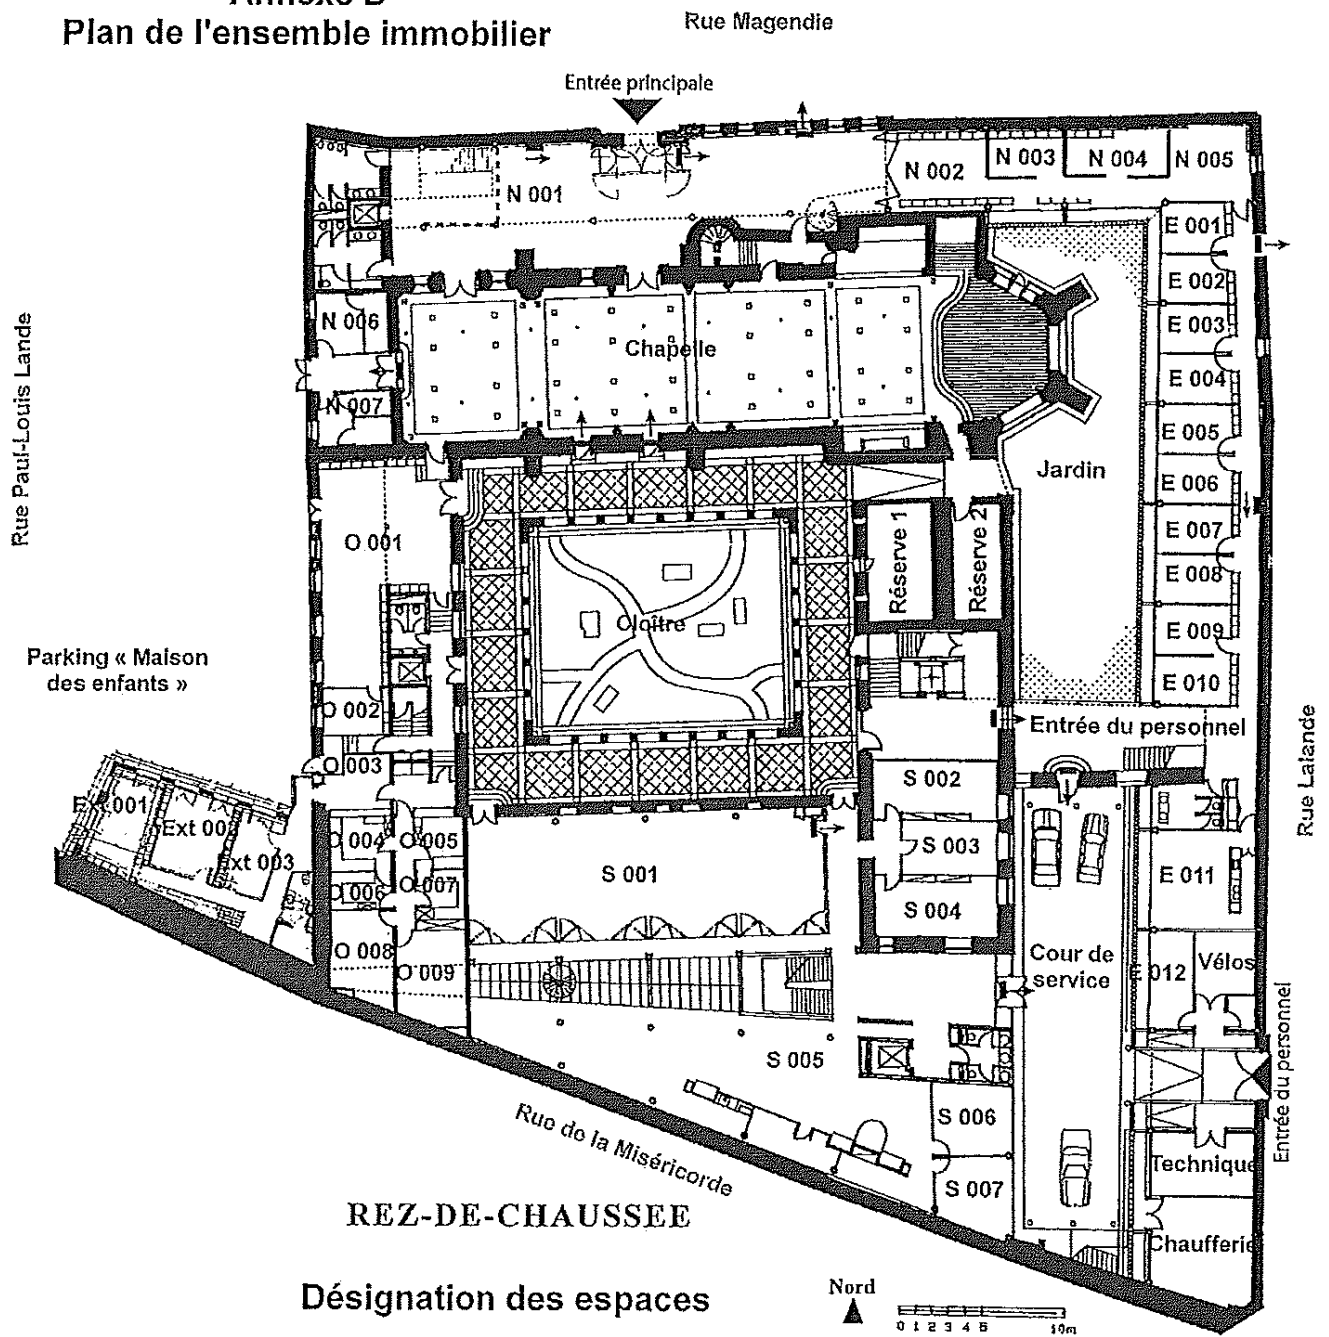 Plan de l'ensemble immobilier
Rue Magendie
Entrée principale
N 001
N 002
N 003
N 004
N 005
E 001
E 002
E 003
E 004
E 005
E 006
E 007
E 008
E 009
E 010
N 006
N 007
Chapelle
Jardin
Rue Paul-Louis Lande
O 001
Cloître
Réserve 1
Réserve 2
Parking « Maison
des enfants »
O 002
O 003
Entrée du personnel
Rue Lalande
Ext 002
O 004
O 005
O 006
O 007
O 008
O 009
S 001
S 002
S 003
S 004
E 011
Cour de
service
Vélos
Entrée du personnel
S 005
S 006
S 007
Technique
Chaufferie
Rue de la Miséricorde
REZ-DE-CHAUSSEE
Désignation des espaces
Nord
0 1 2 3 4 5 10m